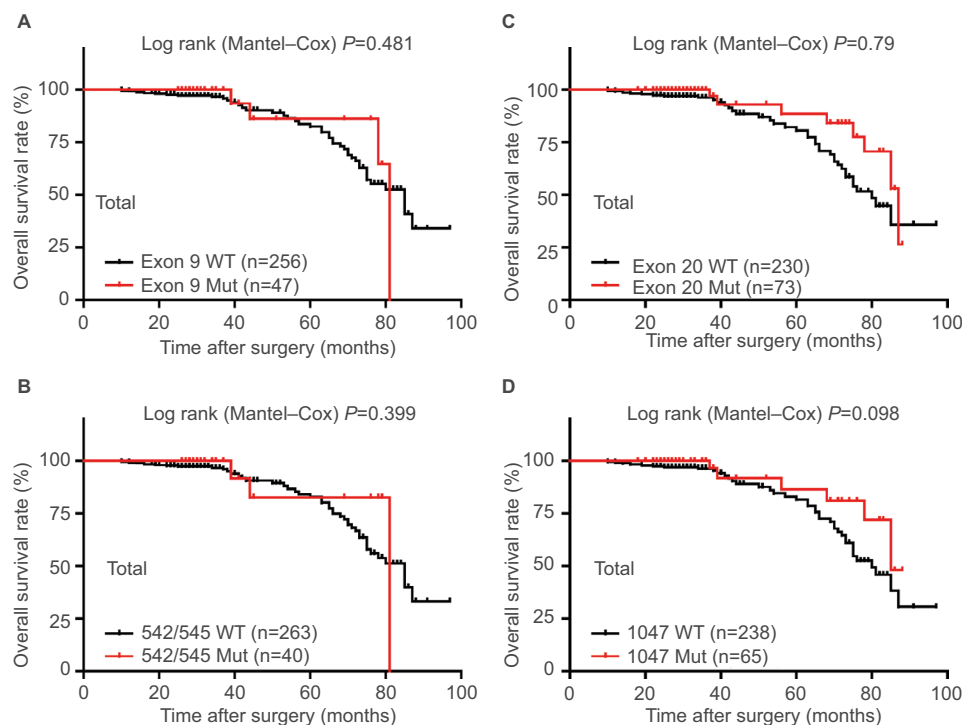 A
Log rank (Mantel–Cox) P=0.481
Overall survival rate (%)
100
75
50
25
0
Total
Exon 9 WT (n=256)
Exon 9 Mut (n=47)
0 20 40 60 80 100
Time after surgery (months)
B
Log rank (Mantel–Cox) P=0.399
Overall survival rate (%)
100
75
50
25
0
Total
542/545 WT (n=263)
542/545 Mut (n=40)
0 20 40 60 80 100
Time after surgery (months)
C
Log rank (Mantel–Cox) P=0.79
Overall survival rate (%)
100
75
50
25
0
Total
Exon 20 WT (n=230)
Exon 20 Mut (n=73)
0 20 40 60 80 100
Time after surgery (months)
D
Log rank (Mantel–Cox) P=0.098
Overall survival rate (%)
100
75
50
25
0
Total
1047 WT (n=238)
1047 Mut (n=65)
0 20 40 60 80 100
Time after surgery (months)